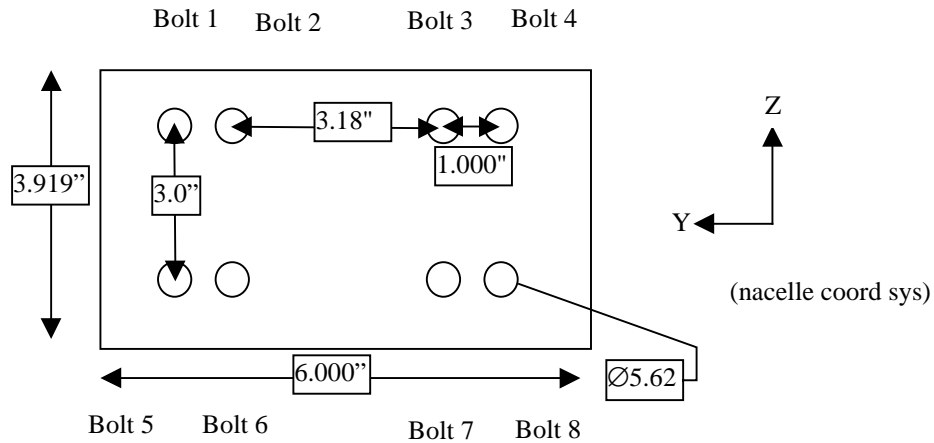 Bolt 1
Bolt 2
Bolt 3
Bolt 4
3.18"
Z
1.000"
3.919”
3.0”
Y
(nacelle coord sys)
6.000”
∅5.62
Bolt 5
Bolt 6
Bolt 7
Bolt 8